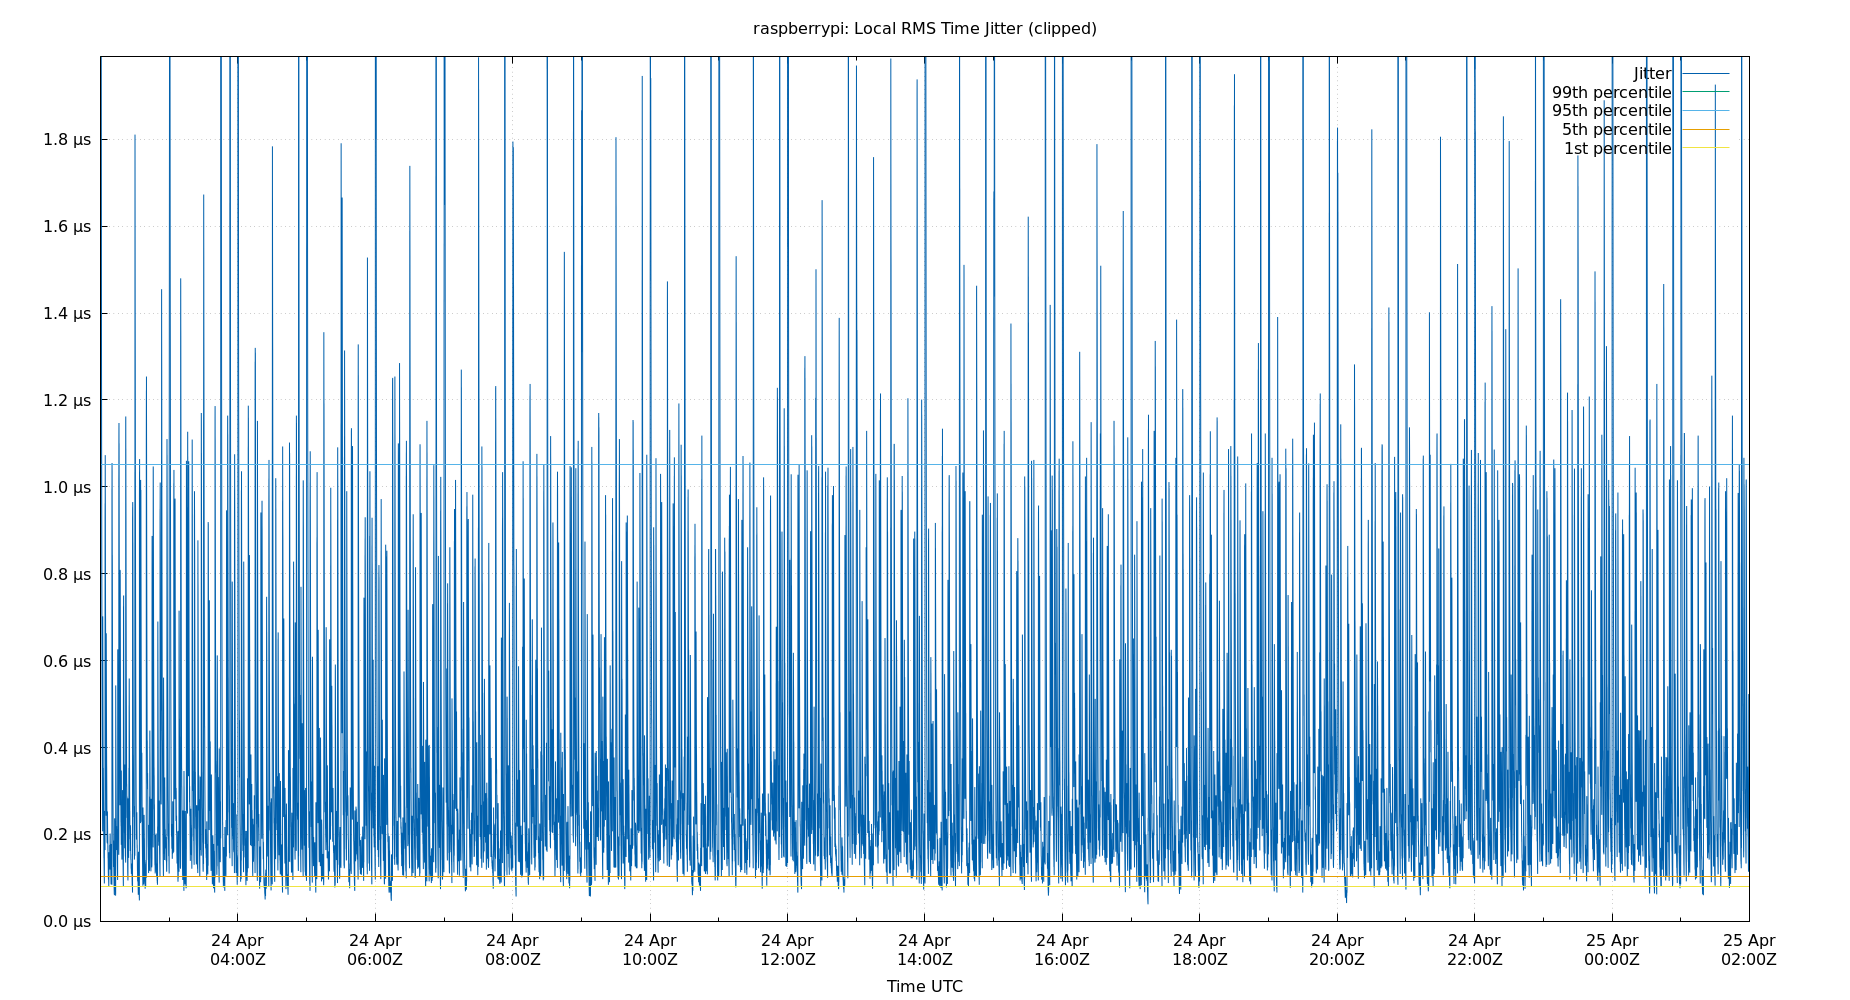 raspberrypi: Local RMS Time Jitter (clipped)
Jitter
99th percentile
95th percentile
5th percentile
1st percentile
1.8 µs
1.6 µs
1.4 µs
1.2 µs
1.0 µs
0.8 µs
0.6 µs
0.4 µs
0.2 µs
0.0 µs
24 Apr 24 Apr 24 Apr 24 Apr 24 Apr 24 Apr 24 Apr 24 Apr 24 Apr 24 Apr 25 Apr 25 Apr
04:00Z 06:00Z 08:00Z 10:00Z 12:00Z 14:00Z 16:00Z 18:00Z 20:00Z 22:00Z 00:00Z 02:00Z
Time UTC